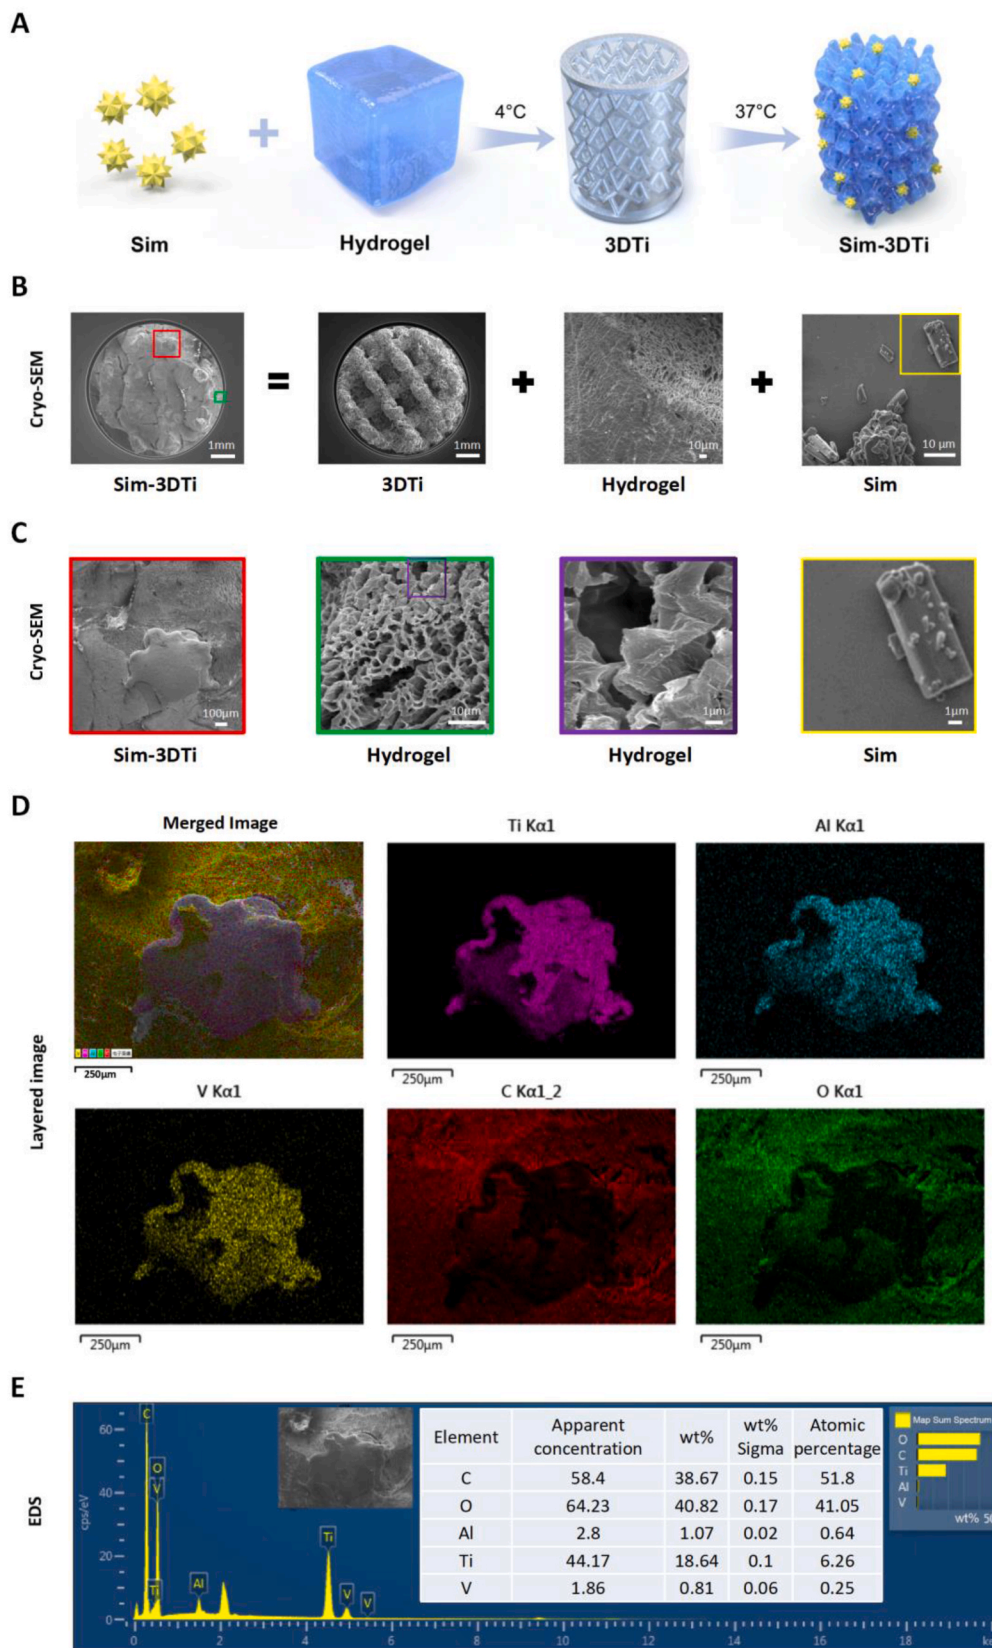 A
4°C
37°C
Sim
Hydrogel
3DTi
Sim-3DTi
B
Cryo-SEM
1mm
1mm
10μm
10 μm
Sim-3DTi
3DTi
Hydrogel
Sim
C
Cryo-SEM
100μm
10μm
1μm
1μm
Sim-3DTi
Hydrogel
Hydrogel
Sim
D
Layered image
Merged Image
Ti Kα1
Al Kα1
250μm
250μm
250μm
V Kα1
C Kα1_2
O Kα1
250μm
250μm
250μm
E
EDS
cps/eV
60
40
20
0
C
O
V
Ti
Al
Ti
V
V
0 2 4 6 8 10 12 14 16 18
Element Apparent concentration wt% wt% Sigma Atomic percentage
C 58.4 38.67 0.15 51.8
O 64.23 40.82 0.17 41.05
Al 2.8 1.07 0.02 0.64
Ti 44.17 18.64 0.1 6.26
V 1.86 0.81 0.06 0.25
Map Sum Spectrum
O
C
Ti
Al
V
wt%